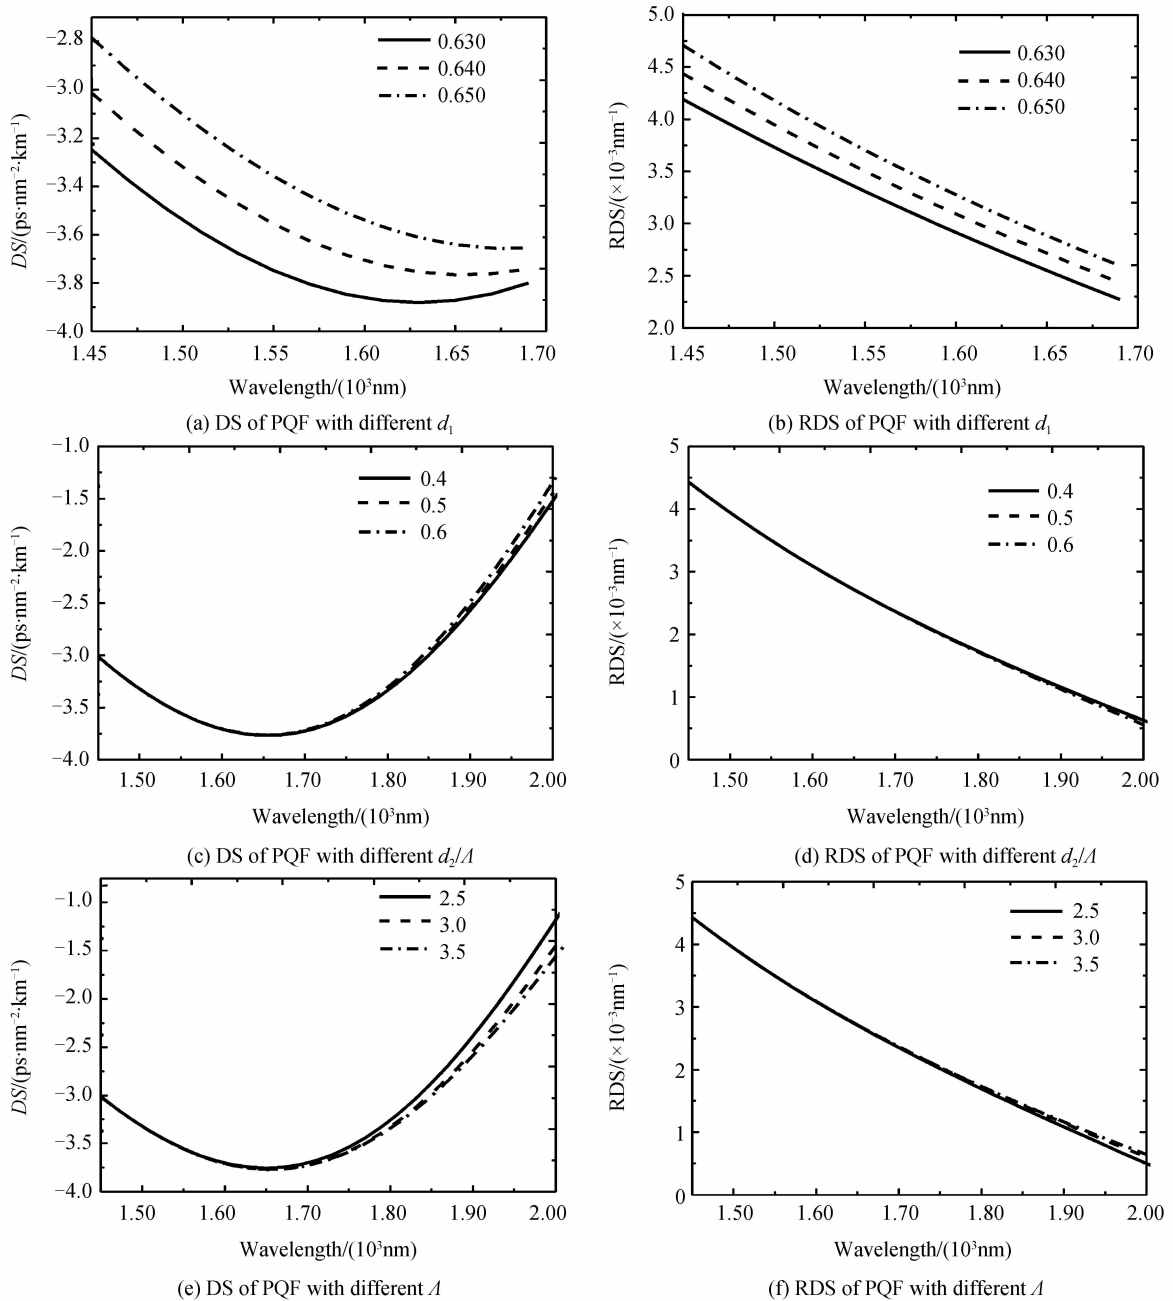 −2.8
−3.0
−3.2
−3.4
−3.6
−3.8
−4.0
DS/(ps·nm⁻²·km⁻¹)
0.630
0.640
0.650
1.45 1.50 1.55 1.60 1.65 1.70
Wavelength/(10³nm)
(a) DS of PQF with different d₁
5.0
4.5
4.0
3.5
3.0
2.5
2.0
RDS/(×10⁻³nm⁻¹)
0.630
0.640
0.650
1.45 1.50 1.55 1.60 1.65 1.70
Wavelength/(10³nm)
(b) RDS of PQF with different d₁
−1.0
−1.5
−2.0
−2.5
−3.0
−3.5
−4.0
DS/(ps·nm⁻²·km⁻¹)
0.4
0.5
0.6
1.50 1.60 1.70 1.80 1.90 2.00
Wavelength/(10³nm)
(c) DS of PQF with different d₂/Λ
5
4
3
2
1
0
RDS/(×10⁻³nm⁻¹)
0.4
0.5
0.6
1.50 1.60 1.70 1.80 1.90 2.00
Wavelength/(10³nm)
(d) RDS of PQF with different d₂/Λ
−1.0
−1.5
−2.0
−2.5
−3.0
−3.5
−4.0
DS/(ps·nm⁻²·km⁻¹)
2.5
3.0
3.5
1.50 1.60 1.70 1.80 1.90 2.00
Wavelength/(10³nm)
(e) DS of PQF with different Λ
5
4
3
2
1
0
RDS/(×10⁻³nm⁻¹)
2.5
3.0
3.5
1.50 1.60 1.70 1.80 1.90 2.00
Wavelength/(10³nm)
(f) RDS of PQF with different Λ